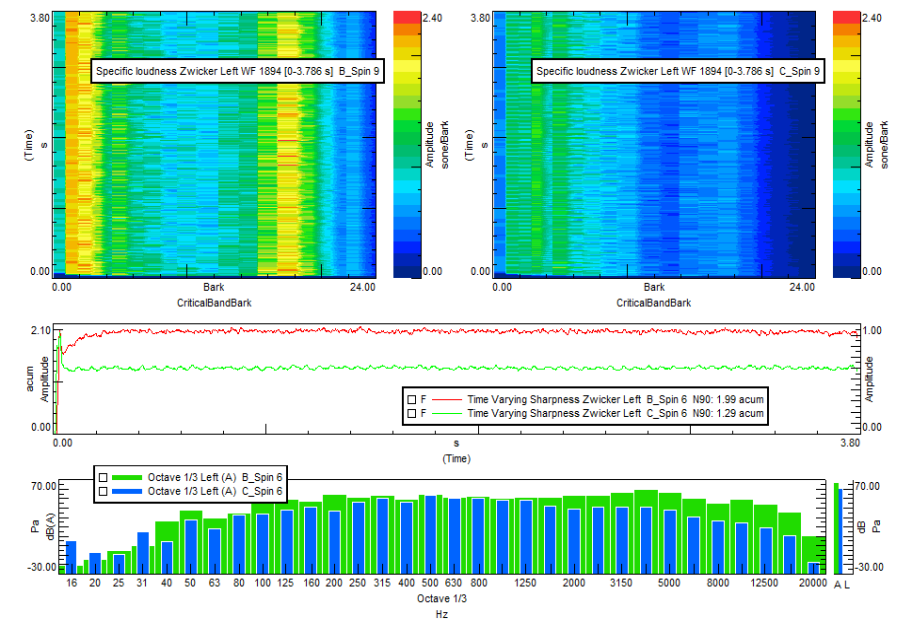 3.80
Specific loudness Zwicker Left WF 1894 [0-3.786 s]  B_Spin 9
(Time)
s
0.00
0.00
Bark
24.00
CriticalBandBark
2.40
Amplitude
sone/Bark
0.00
3.80
Specific loudness Zwicker Left WF 1894 [0-3.786 s]  C_Spin 9
(Time)
s
0.00
0.00
Bark
24.00
CriticalBandBark
2.40
Amplitude
sone/Bark
0.00
2.10
acum
Amplitude
0.00
1.00
Amplitude
0.00
F Time Varying Sharpness Zwicker Left  B_Spin 6  N90: 1.99 acum
F Time Varying Sharpness Zwicker Left  C_Spin 6  N90: 1.29 acum
0.00
s
3.80
(Time)
Octave 1/3 Left (A)  B_Spin 6
Octave 1/3 Left (A)  C_Spin 6
70.00
Pa
dB(A)
-30.00
70.00
dB
Pa
-30.00
16 20 25 31 40 50 63 80 100 125 160 200 250 315 400 500 630 800 1250 2000 3150 5000 8000 12500 20000 A L
Octave 1/3
Hz